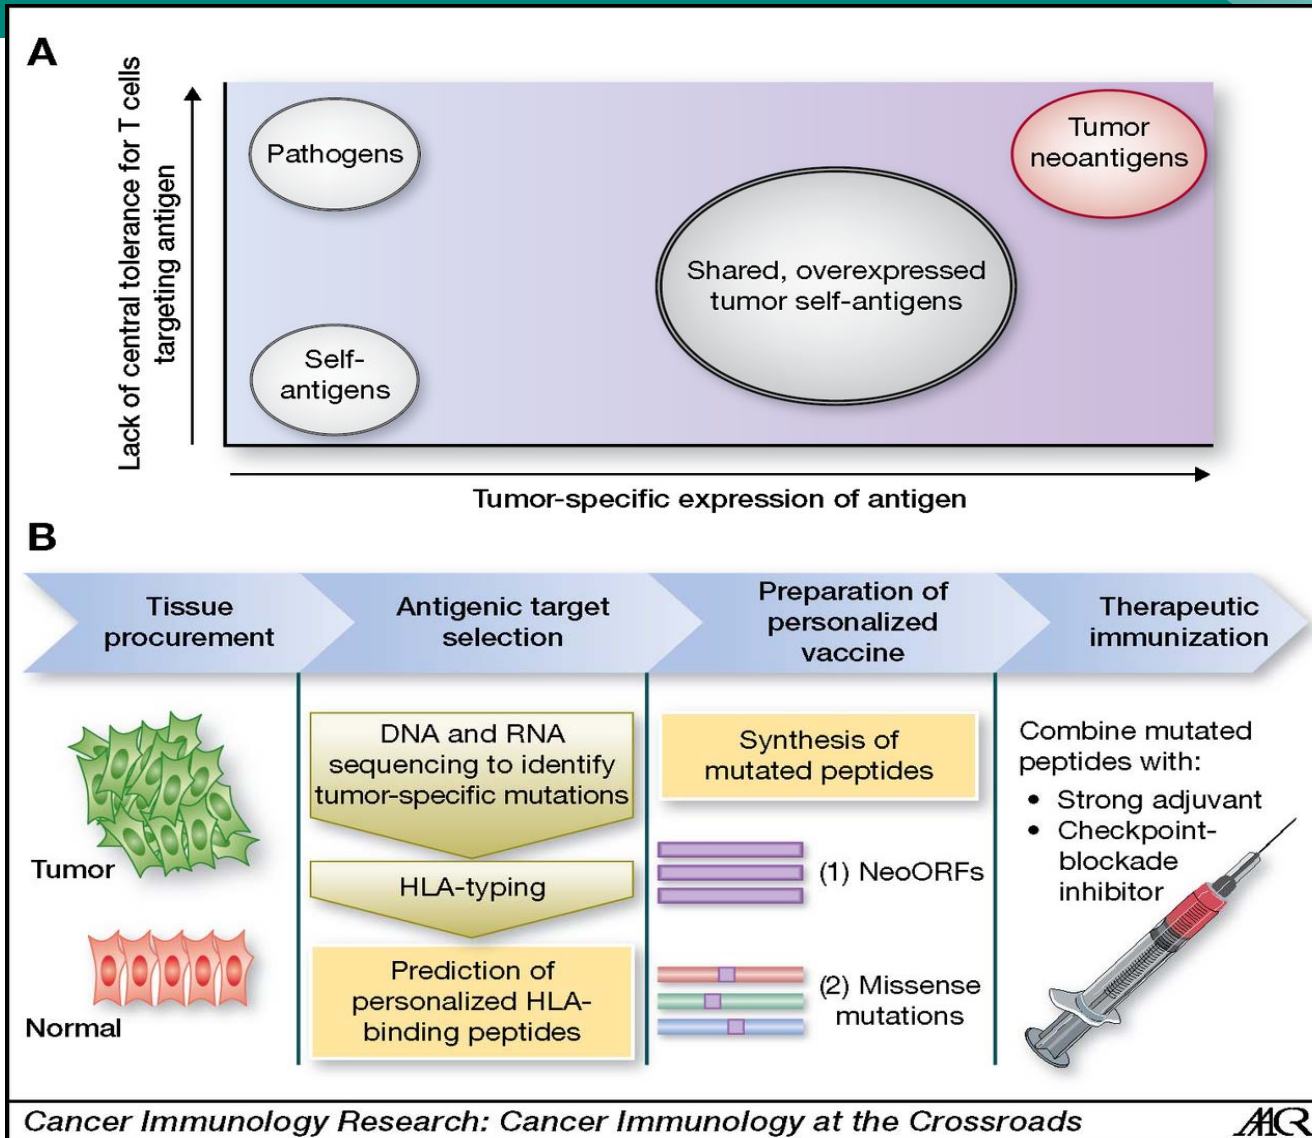 A
Lack of central tolerance for T cells
targeting antigen
Pathogens
Tumor
neoantigens
Shared, overexpressed
tumor self-antigens
Self-
antigens
Tumor-specific expression of antigen
B
Tissue
procurement
Antigenic target
selection
Preparation of
personalized
vaccine
Therapeutic
immunization
Tumor
Normal
DNA and RNA
sequencing to identify
tumor-specific mutations
HLA-typing
Prediction of
personalized HLA-
binding peptides
Synthesis of
mutated peptides
(1) NeoORFs
(2) Missense
mutations
Combine mutated
peptides with:
• Strong adjuvant
• Checkpoint-
blockade
inhibitor
Cancer Immunology Research: Cancer Immunology at the Crossroads
AACR